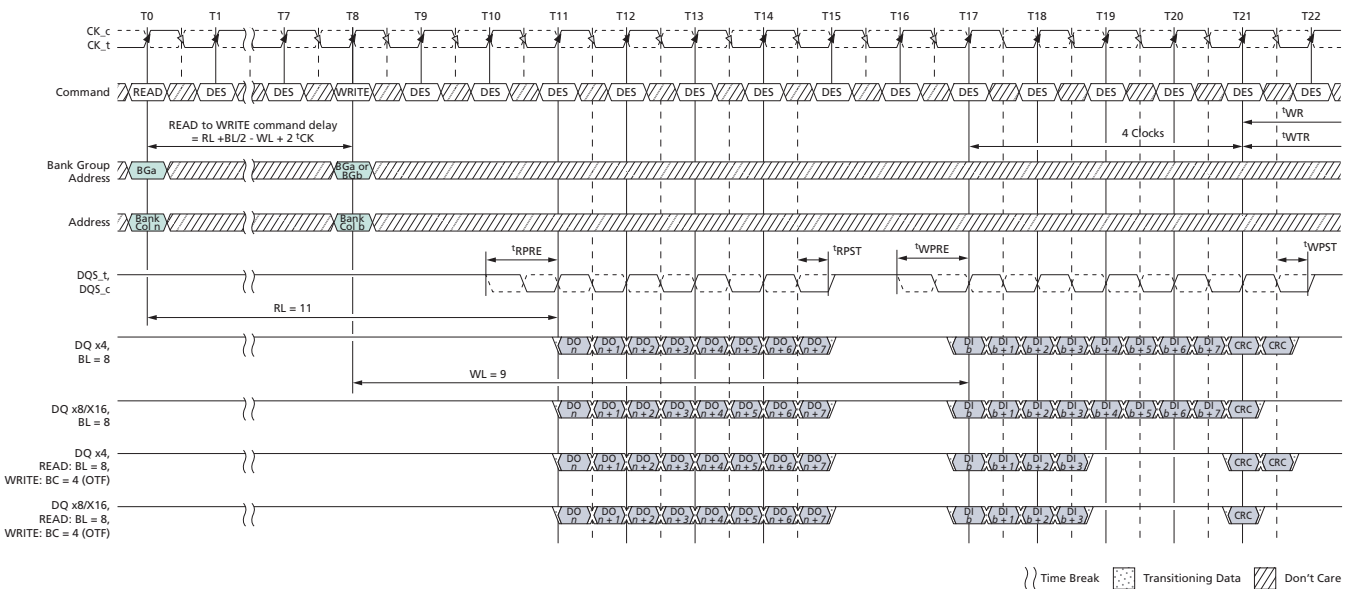 T0 T1 T7 T8 T9 T10 T11 T12 T13 T14 T15 T16 T17 T18 T19 T20 T21 T22
CK_c
CK_t
Command READ DES DES WRITE DES DES DES DES DES DES DES DES DES DES DES DES DES DES
READ to WRITE command delay
= RL +BL/2 - WL + 2 tCK
4 Clocks
tWR
tWTR
Bank Group
Address
BGa
BGa or
BGb
Address
Bank
Col n
Bank
Col b
tRPRE
tRPST
tWPRE
tWPST
DQS_t,
DQS_c
RL = 11
DQ x4,
BL = 8
DO n DO n + 1 DO n + 2 DO n + 3 DO n + 4 DO n + 5 DO n + 6 DO n + 7 DI b DI b + 1 DI b + 2 DI b + 3 DI b + 4 DI b + 5 DI b + 6 DI b + 7 CRC CRC
WL = 9
DQ x8/X16,
BL = 8
DO n DO n + 1 DO n + 2 DO n + 3 DO n + 4 DO n + 5 DO n + 6 DO n + 7 DI b DI b + 1 DI b + 2 DI b + 3 DI b + 4 DI b + 5 DI b + 6 DI b + 7 CRC
DQ x4,
READ: BL = 8,
WRITE: BC = 4 (OTF)
DO n DO n + 1 DO n + 2 DO n + 3 DO n + 4 DO n + 5 DO n + 6 DO n + 7 DI b DI b + 1 DI b + 2 DI b + 3 CRC CRC
DQ x8/X16,
READ: BL = 8,
WRITE: BC = 4 (OTF)
DO n DO n + 1 DO n + 2 DO n + 3 DO n + 4 DO n + 5 DO n + 6 DO n + 7 DI b DI b + 1 DI b + 2 DI b + 3 CRC
Time Break Transitioning Data Don't Care